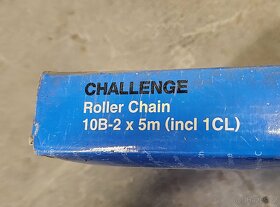 CHALLENGE
Roller Chain
10B-2 x 5m (incl 1CL)